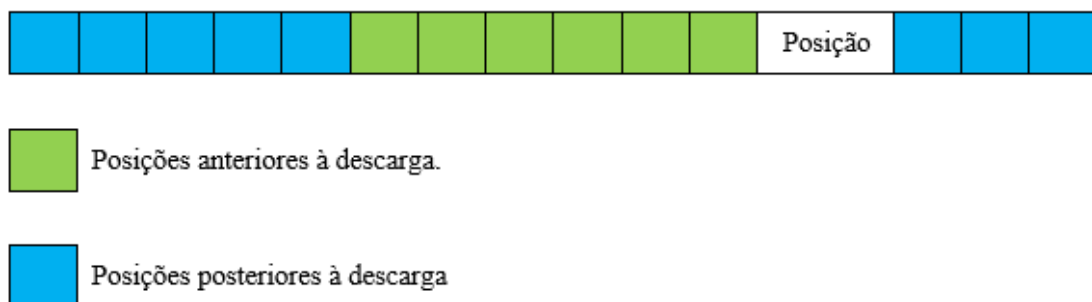 Posição
Posições anteriores à descarga.
Posições posteriores à descarga